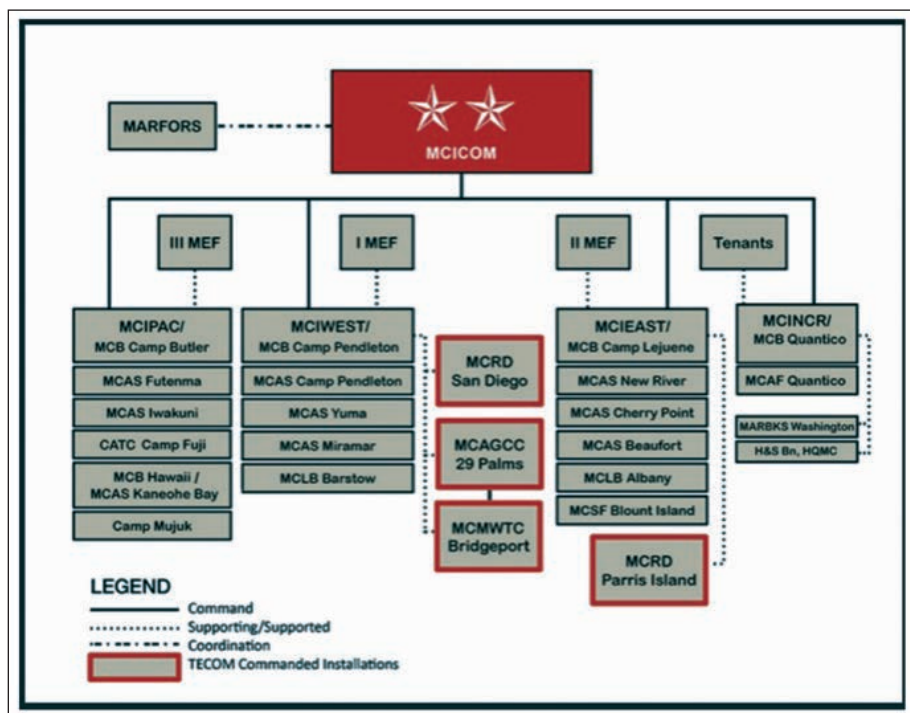 MCICOM
MARFORS
III MEF
I MEF
II MEF
Tenants
MCIPAC/
MCB Camp Butler
MCAS Futenma
MCAS Iwakuni
CATC Camp Fuji
MCB Hawaii /
MCAS Kaneohe Bay
Camp Mujuk
MCIWEST/
MCB Camp Pendleton
MCAS Camp Pendleton
MCAS Yuma
MCAS Miramar
MCLB Barstow
MCRD
San Diego
MCAGCC
29 Palms
MCMWTC
Bridgeport
MCIEAST/
MCB Camp Lejuene
MCAS New River
MCAS Cherry Point
MCAS Beaufort
MCLB Albany
MCSF Blount Island
MCRD
Parris Island
MCINCR/
MCB Quantico
MCAF Quantico
MARBKS Washington
H&S Bn, HQMC
LEGEND
Command
Supporting/Supported
Coordination
TECOM Commanded Installations